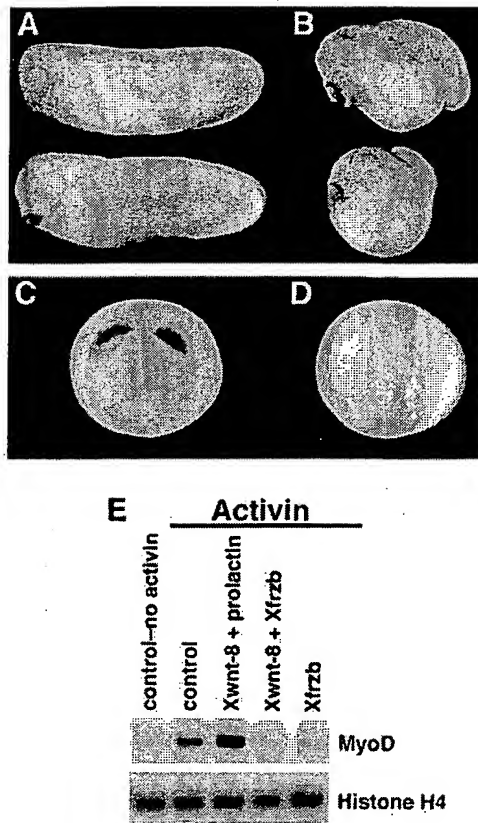 A
B
C
D
E
Activin
control–no activin
control
Xwnt-8 + prolactin
Xwnt-8 + Xfrzb
Xfrzb
MyoD
Histone H4